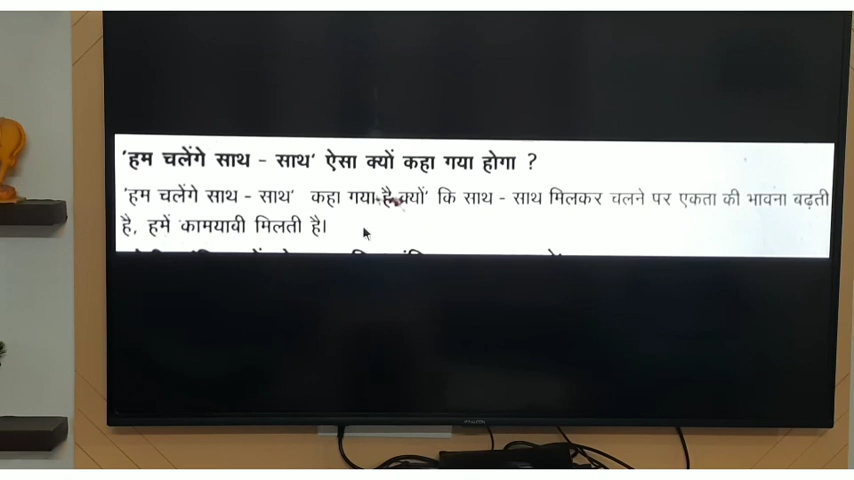 'हम चलेंगे साथ - साथ' ऐसा क्यों कहा गया होगा ?
'हम चलेंगे साथ - साथ' कहा गया है क्यों' कि साथ - साथ मिलकर चलने पर एकता की भावना बढ़ती
है, हमें कामयाबी मिलती है।